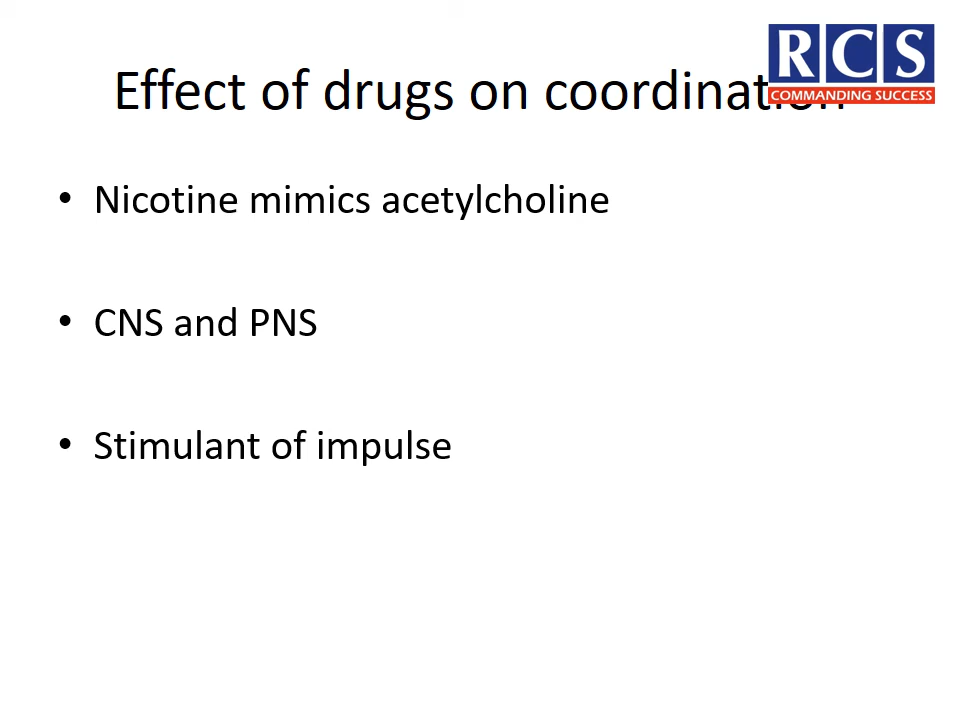 RCS
COMMANDING SUCCESS
Effect of drugs on coordination
• Nicotine mimics acetylcholine
• CNS and PNS
• Stimulant of impulse